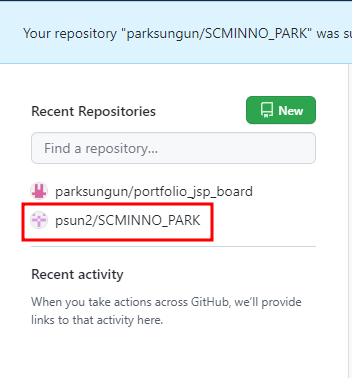 Your repository "parksungun/SCMINNO_PARK" was
Recent Repositories
New
Find a repository...
parksungun/portfolio_jsp_board
psun2/SCMINNO_PARK
Recent activity
When you take actions across GitHub, we'll provide
links to that activity here.